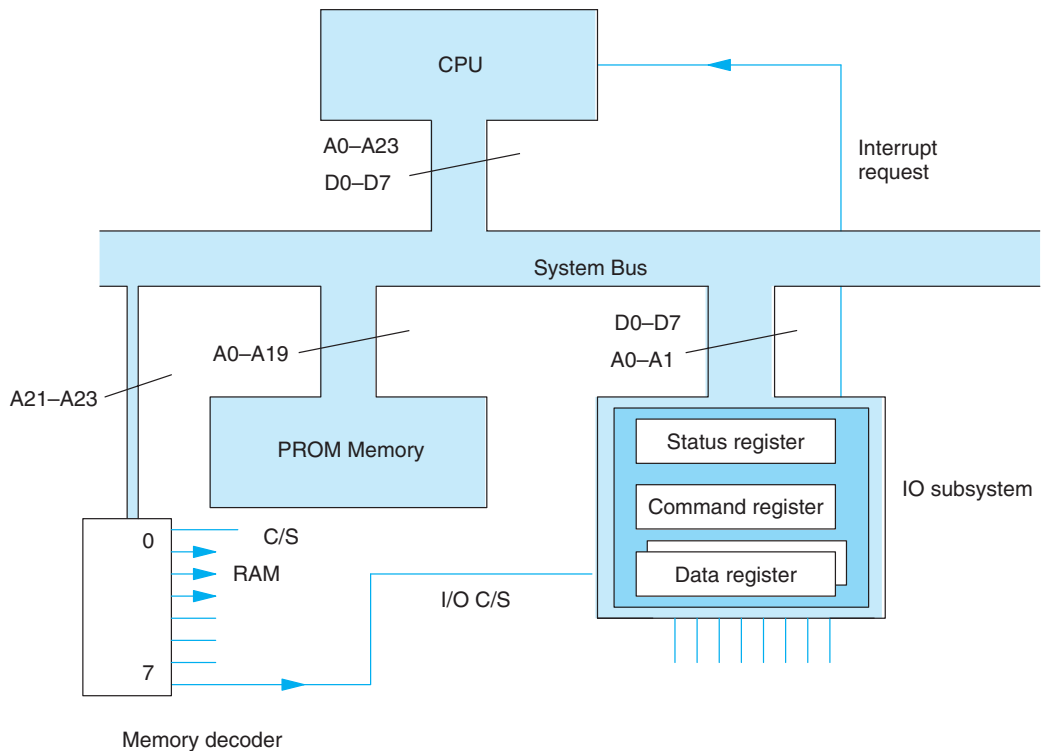 CPU
A0–A23
D0–D7
Interrupt
request
System Bus
D0–D7
A0–A1
A0–A19
A21–A23
PROM Memory
Status register
Command register
Data register
IO subsystem
0
C/S
RAM
I/O C/S
7
Memory decoder